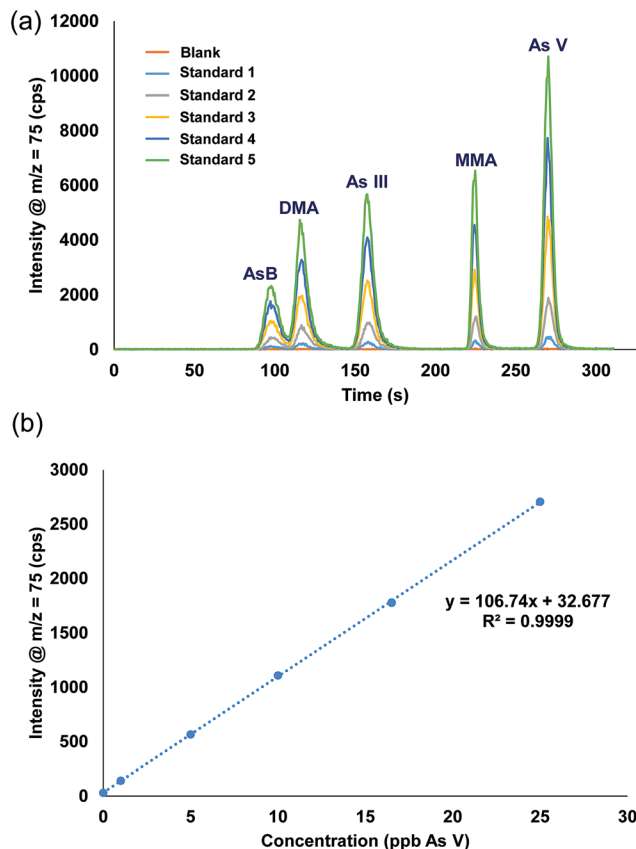 (a)
12000
10000
8000
6000
4000
2000
0
Intensity @ m/z = 75 (cps)
Blank
Standard 1
Standard 2
Standard 3
Standard 4
Standard 5
AsB
DMA
As III
MMA
As V
0
50
100
150
200
250
300
Time (s)
(b)
3000
2500
2000
1500
1000
500
0
Intensity @ m/z = 75 (cps)
y = 106.74x + 32.677
R² = 0.9999
0
5
10
15
20
25
30
Concentration (ppb As V)